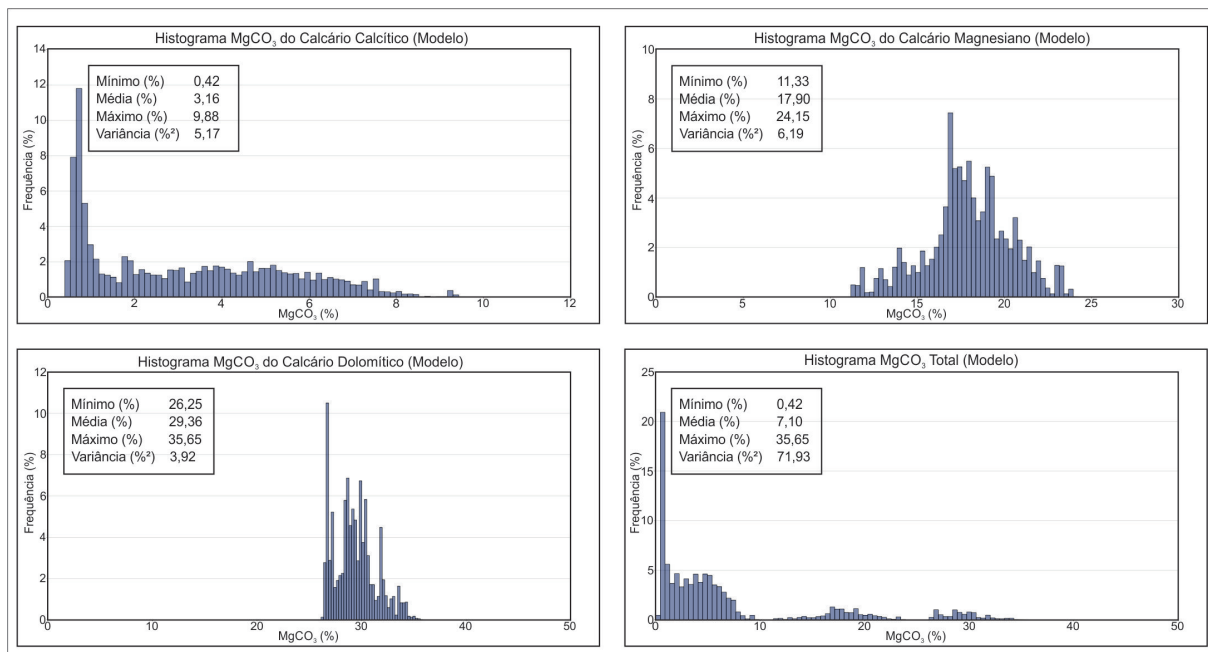 Histograma MgCO₃ do Calcário Calcítico (Modelo)
14
12
10
8
6
4
2
0
Frequência (%)
Mínimo (%) 0,42
Média (%) 3,16
Máximo (%) 9,88
Variância (%²) 5,17
0 2 4 6 8 10 12
MgCO₃ (%)
Histograma MgCO₃ do Calcário Magnesiano (Modelo)
10
8
6
4
2
0
Frequência (%)
Mínimo (%) 11,33
Média (%) 17,90
Máximo (%) 24,15
Variância (%²) 6,19
0 5 10 15 20 25 30
MgCO₃ (%)
Histograma MgCO₃ do Calcário Dolomítico (Modelo)
12
10
8
6
4
2
0
Frequência (%)
Mínimo (%) 26,25
Média (%) 29,36
Máximo (%) 35,65
Variância (%²) 3,92
0 10 20 30 40 50
MgCO₃ (%)
Histograma MgCO₃ Total (Modelo)
25
20
15
10
5
0
Frequência (%)
Mínimo (%) 0,42
Média (%) 7,10
Máximo (%) 35,65
Variância (%²) 71,93
0 10 20 30 40 50
MgCO₃ (%)